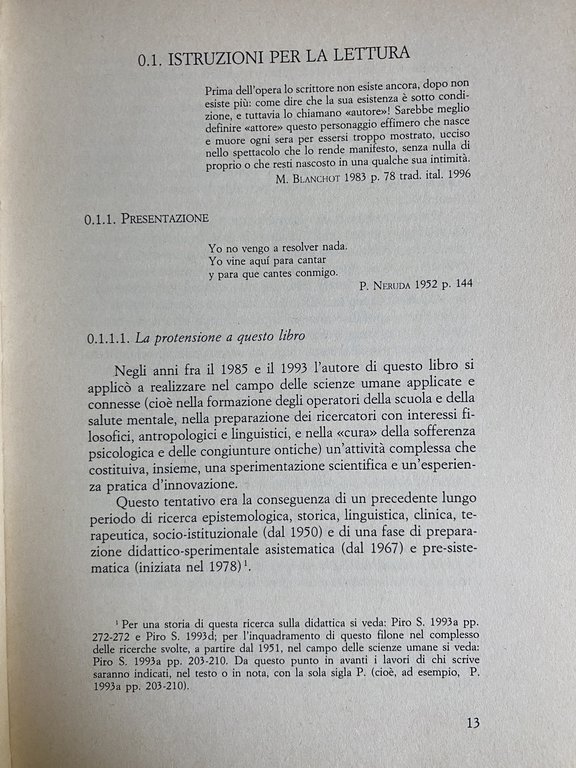 0.1. ISTRUZIONI PER LA LETTURA
Prima dell'opera lo scrittore non esiste ancora, dopo non
esiste più: come dire che la sua esistenza è sotto condi-
zione, e tuttavia lo chiamano «autore»! Sarebbe meglio
definire «attore» questo personaggio effimero che nasce
e muore ogni sera per essersi troppo mostrato, ucciso
nello spettacolo che lo rende manifesto, senza nulla di
proprio o che resti nascosto in una qualche sua intimità.
M. BLANCHOT 1983 p. 78 trad. ital. 1996
0.1.1. PRESENTAZIONE
Yo no vengo a resolver nada.
Yo vine aquí para cantar
y para que cantes conmigo.
P. NERUDA 1952 p. 144
0.1.1.1. La protensione a questo libro
Negli anni fra il 1985 e il 1993 l'autore di questo libro si
applicò a realizzare nel campo delle scienze umane applicate e
connesse (cioè nella formazione degli operatori della scuola e della
salute mentale, nella preparazione dei ricercatori con interessi fi-
losofici, antropologici e linguistici, e nella «cura» della sofferenza
psicologica e delle congiunture ontiche) un'attività complessa che
costituiva, insieme, una sperimentazione scientifica e un'esperien-
za pratica d'innovazione.
Questo tentativo era la conseguenza di un precedente lungo
periodo di ricerca epistemologica, storica, linguistica, clinica, te-
rapeutica, socio-istituzionale (dal 1950) e di una fase di prepara-
zione didattico-sperimentale asistematica (dal 1967) e pre-siste-
matica (iniziata nel 1978)¹.
¹ Per una storia di questa ricerca sulla didattica si veda: Piro S. 1993a pp.
272-272 e Piro S. 1993d; per l'inquadramento di questo filone nel complesso
delle ricerche svolte, a partire dal 1951, nel campo delle scienze umane si veda:
Piro S. 1993a pp. 203-210. Da questo punto in avanti i lavori di chi scrive
saranno indicati, nel testo o in nota, con la sola sigla P. (cioè, ad esempio, P.
1993a pp. 203-210).
13